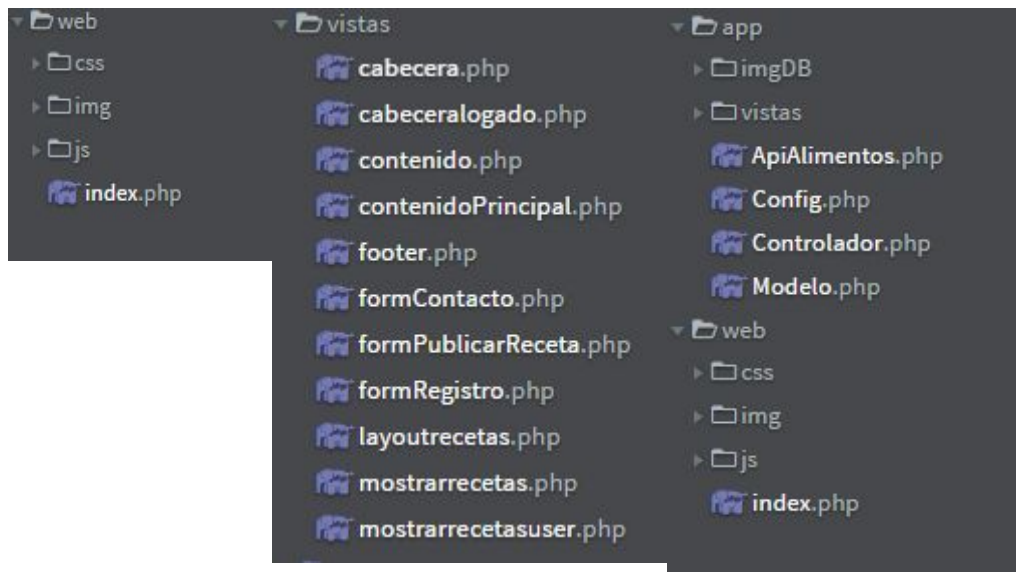 web
css
img
js
index.php
vistas
cabecera.php
cabeceralogado.php
contenido.php
contenidoPrincipal.php
footer.php
formContacto.php
formPublicarReceta.php
formRegistro.php
layoutrecetas.php
mostrarrecetas.php
mostrarrecetasuser.php
app
imgDB
vistas
ApiAlimentos.php
Config.php
Controlador.php
Modelo.php
web
css
img
js
index.php